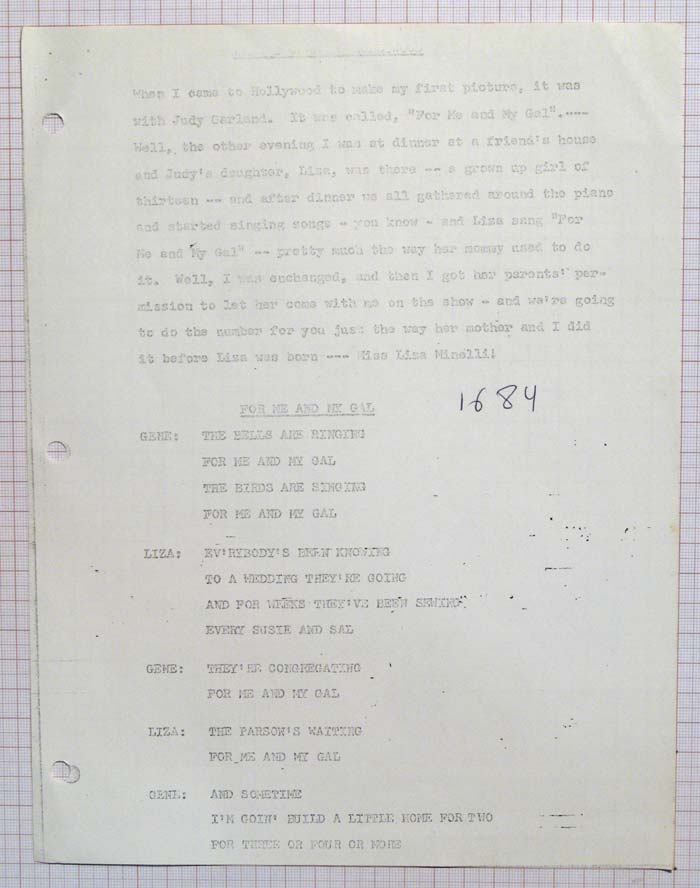 When I came to Hollywood to make my first picture, it was
with Judy Garland. It was called, "For Me and My Gal".----
Well, the other evening I was at dinner at a friend's house
and Judy's daughter, Liza, was there -- a grown up girl of
thirteen -- and after dinner we all gathered around the piano
and started singing songs - you know - and Liza sang "For
Me and My Gal" -- pretty much the way her mommy used to do
it. Well, I was enchanged, and then I got her parents' per-
mission to let her come with me on the show - and we're going
to do the number for you just the way her mother and I did
it before Liza was born --- Miss Liza Minelli!
FOR ME AND MY GAL
1684
GENE: THE BELLS ARE RINGING
FOR ME AND MY GAL
THE BIRDS ARE SINGING
FOR ME AND MY GAL
LIZA: EV'RYBODY'S BEEN KNOWING
TO A WEDDING THEY'RE GOING
AND FOR WEEKS THEY'VE BEEN SEWING
EVERY SUSIE AND SAL
GENE: THEY'RE CONGREGATING
FOR ME AND MY GAL
LIZA: THE PARSON'S WAITING
FOR ME AND MY GAL
GENE: AND SOMETIME
I'M GOIN' BUILD A LITTLE HOME FOR TWO
FOR THREE OR FOUR OR MORE